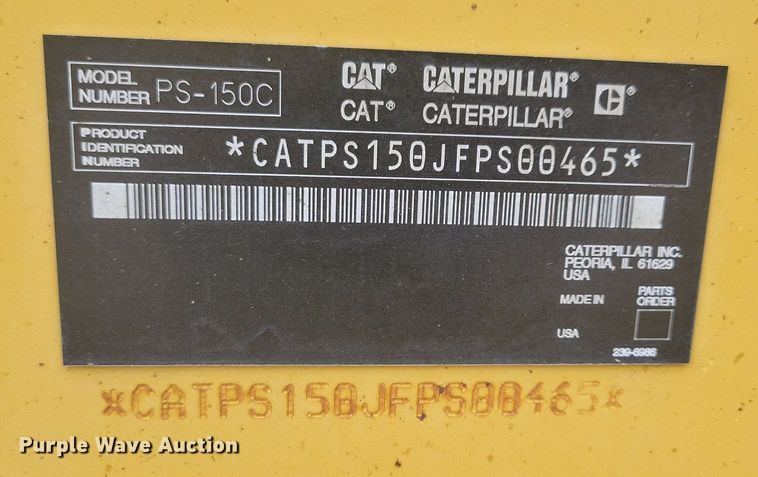 MODEL
NUMBER PS-150C
CAT® CATERPILLAR® C®
CAT® CATERPILLAR®
PRODUCT
IDENTIFICATION
NUMBER
*CATPS150JFPS00465*
CATERPILLAR INC.
PEORIA, IL 61629
USA
MADE IN
PARTS
ORDER
USA
239-6986
*CATPS150JFPS00465*
Purple Wave Auction